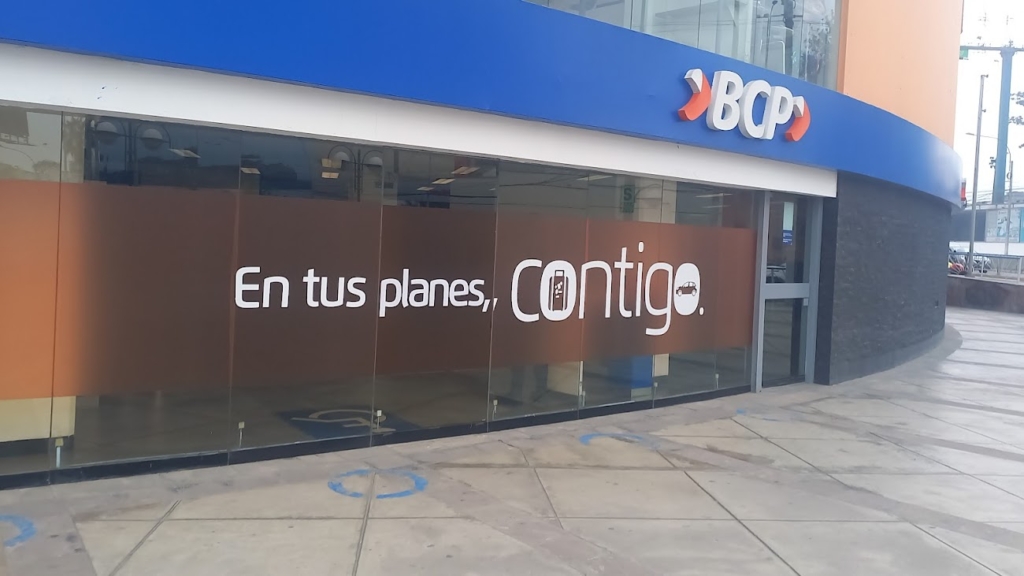 BCP
En tus planes,, contigo.